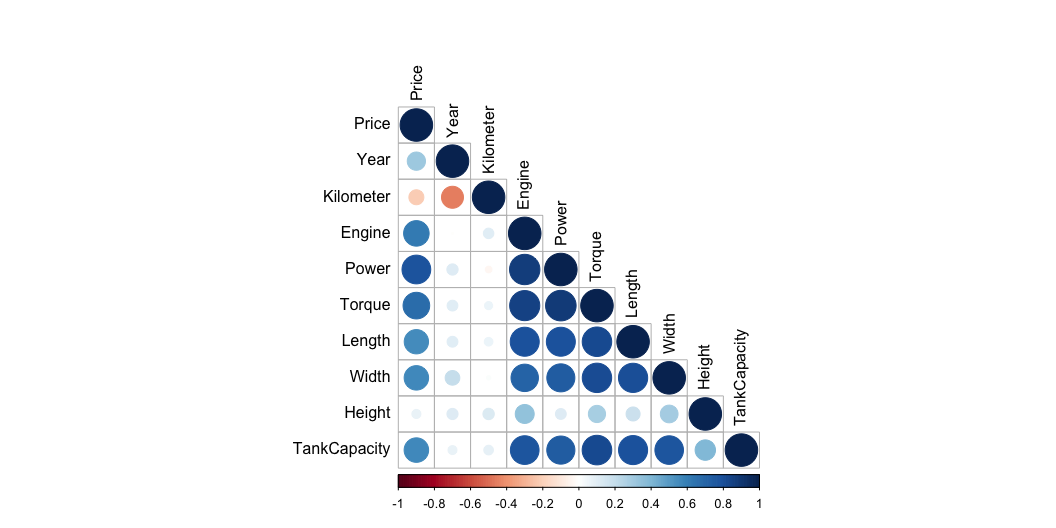 Price
Year
Kilometer
Engine
Power
Torque
Length
Width
Height
TankCapacity
Price
Year
Kilometer
Engine
Power
Torque
Length
Width
Height
TankCapacity
-1 -0.8 -0.6 -0.4 -0.2 0 0.2 0.4 0.6 0.8 1